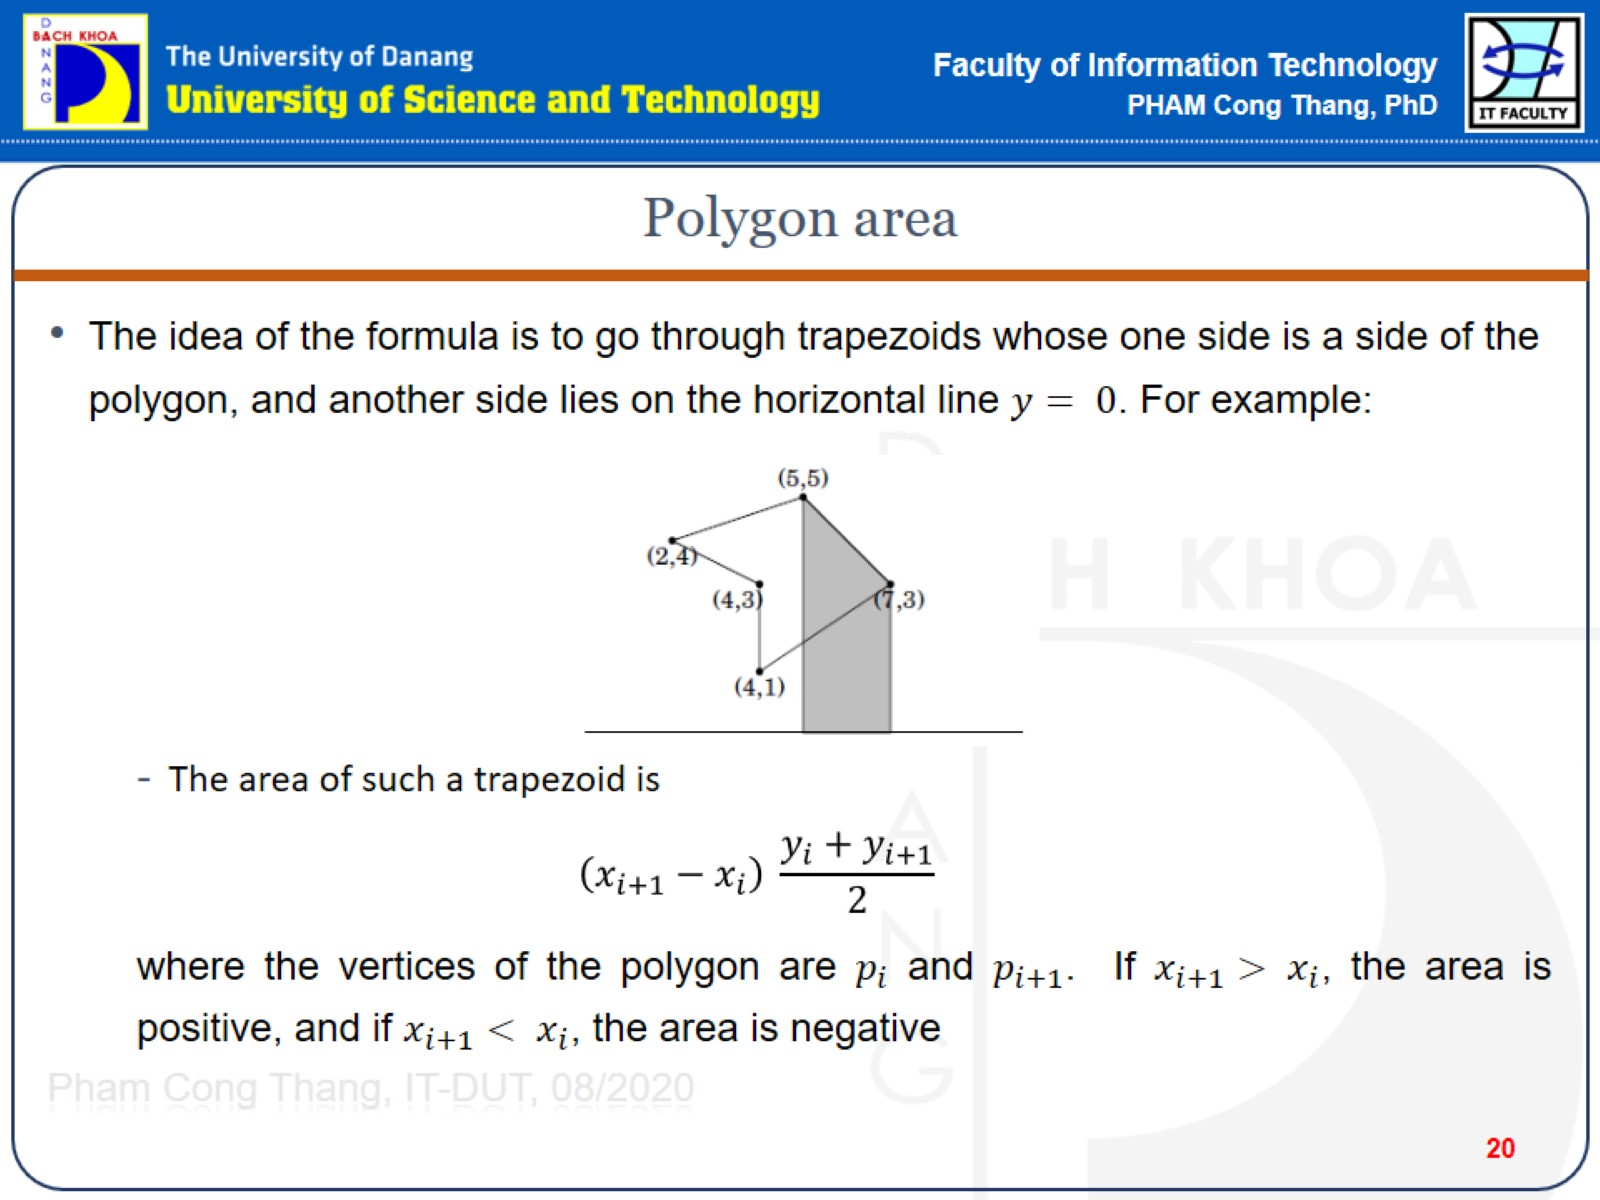 D
BACH KHOA
N
A
N
G
The University of Danang
University of Science and Technology
Faculty of Information Technology
PHAM Cong Thang, PhD
IT FACULTY
Polygon area
• The idea of the formula is to go through trapezoids whose one side is a side of the
polygon, and another side lies on the horizontal line y = 0. For example:
(5,5)
(2,4)
(4,3)
(7,3)
(4,1)
- The area of such a trapezoid is
(x_{i+1} − x_i) \frac{y_i + y_{i+1}}{2}
where the vertices of the polygon are p_i and p_{i+1}. If x_{i+1} > x_i, the area is
positive, and if x_{i+1} < x_i, the area is negative
H KHOA
A
N
G
Pham Cong Thang, IT-DUT, 08/2020
20